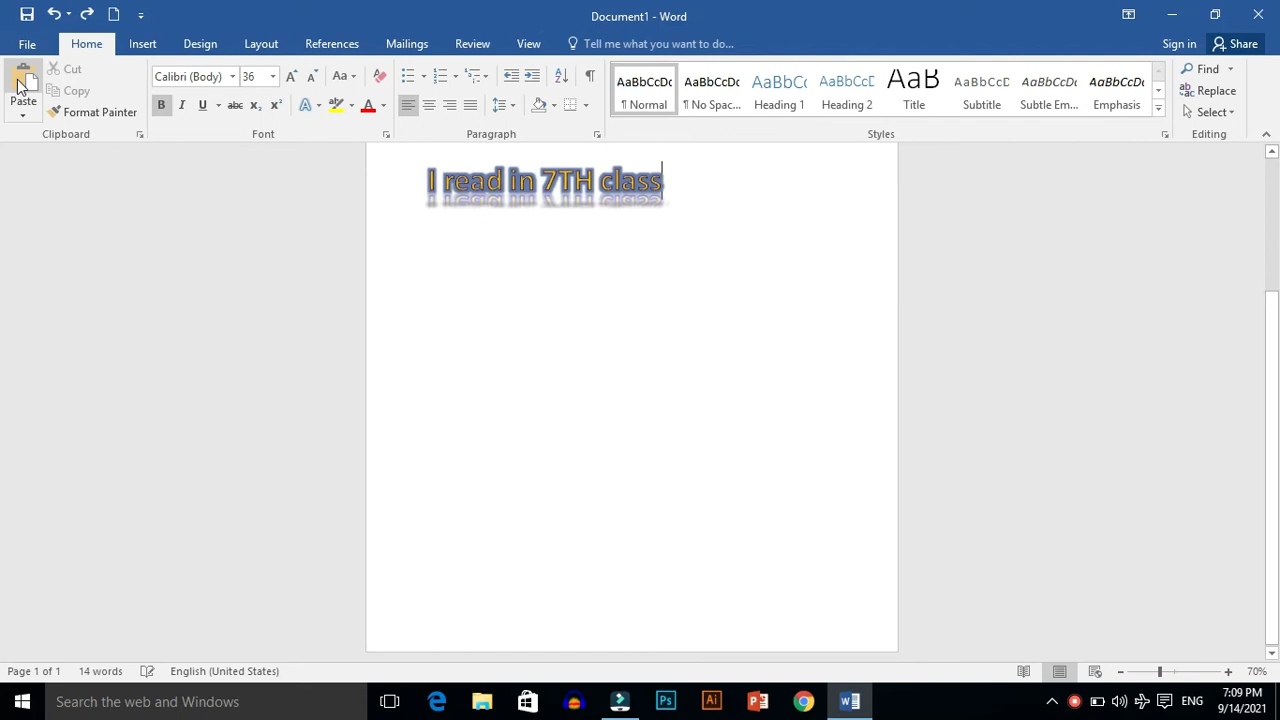 Document1 - Word
File Home Insert Design Layout References Mailings Review View Tell me what you want to do... Sign in Share
Paste
Cut
Copy
Format Painter
Clipboard
Calibri (Body) 36
Font
Paragraph
AaBbCcDc AaBbCcDc AaBbC( AaBbCcD AaB AaBbCcD AaBbCcDc AaBbCcDc
¶ Normal ¶ No Spac... Heading 1 Heading 2 Title Subtitle Subtle Em... Emphasis
Styles
Find
Replace
Select
Editing
I read in 7TH class
Page 1 of 1 14 words English (United States) 70%
Search the web and Windows
ENG
7:09 PM
9/14/2021